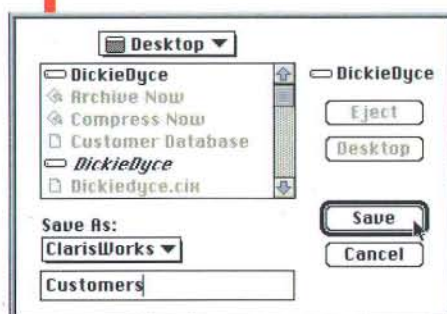 Desktop
DickieDyce
Archive Now
Compress Now
Customer Database
DickieDyce
Dickiedyce.cix
DickieDyce
Eject
Desktop
Save
Cancel
Save As:
ClarisWorks
Customers